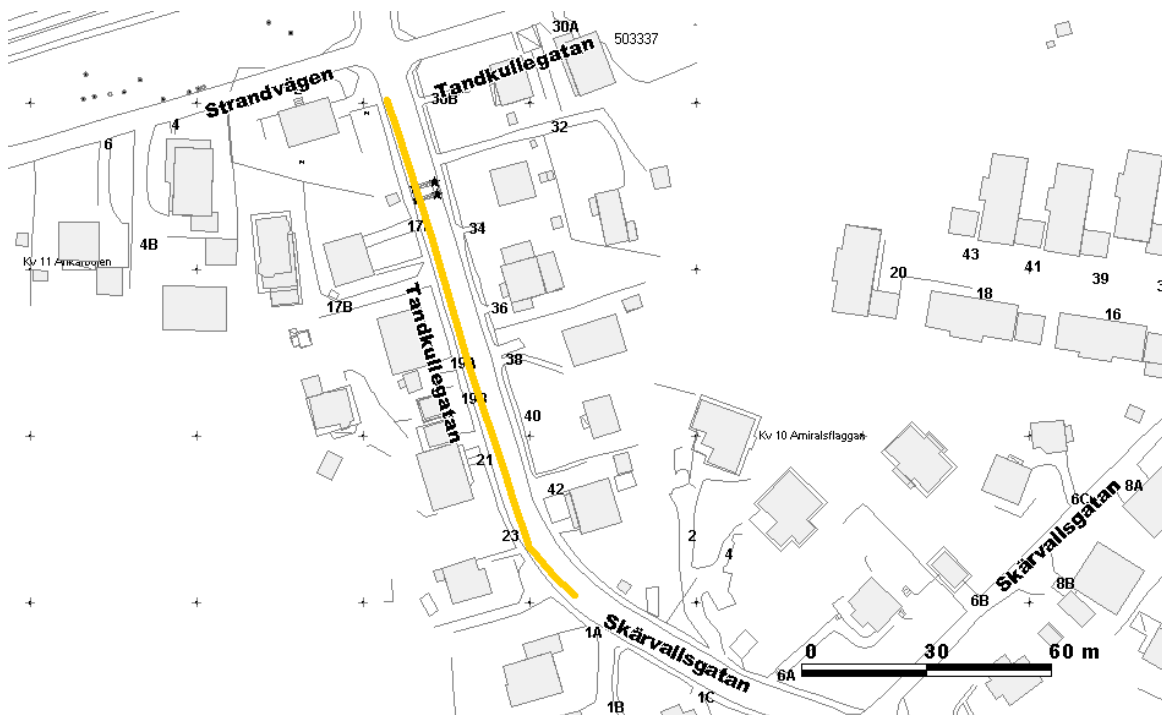 30A
503337
Tandkullegatan
Strandvägen
30B
4
6
32
17A
34
4B
43
41
39
Kv 11 Ankarbojen
20
18
17B
36
16
Tandkullegatan
19A
38
19B
40
Kv 10 Amiralsflaggan
21
42
8A
6C
23
2
4
Skärvallsgatan
8B
6B
1A
Skärvallsgatan
0 30 60 m
6A
1C
1B